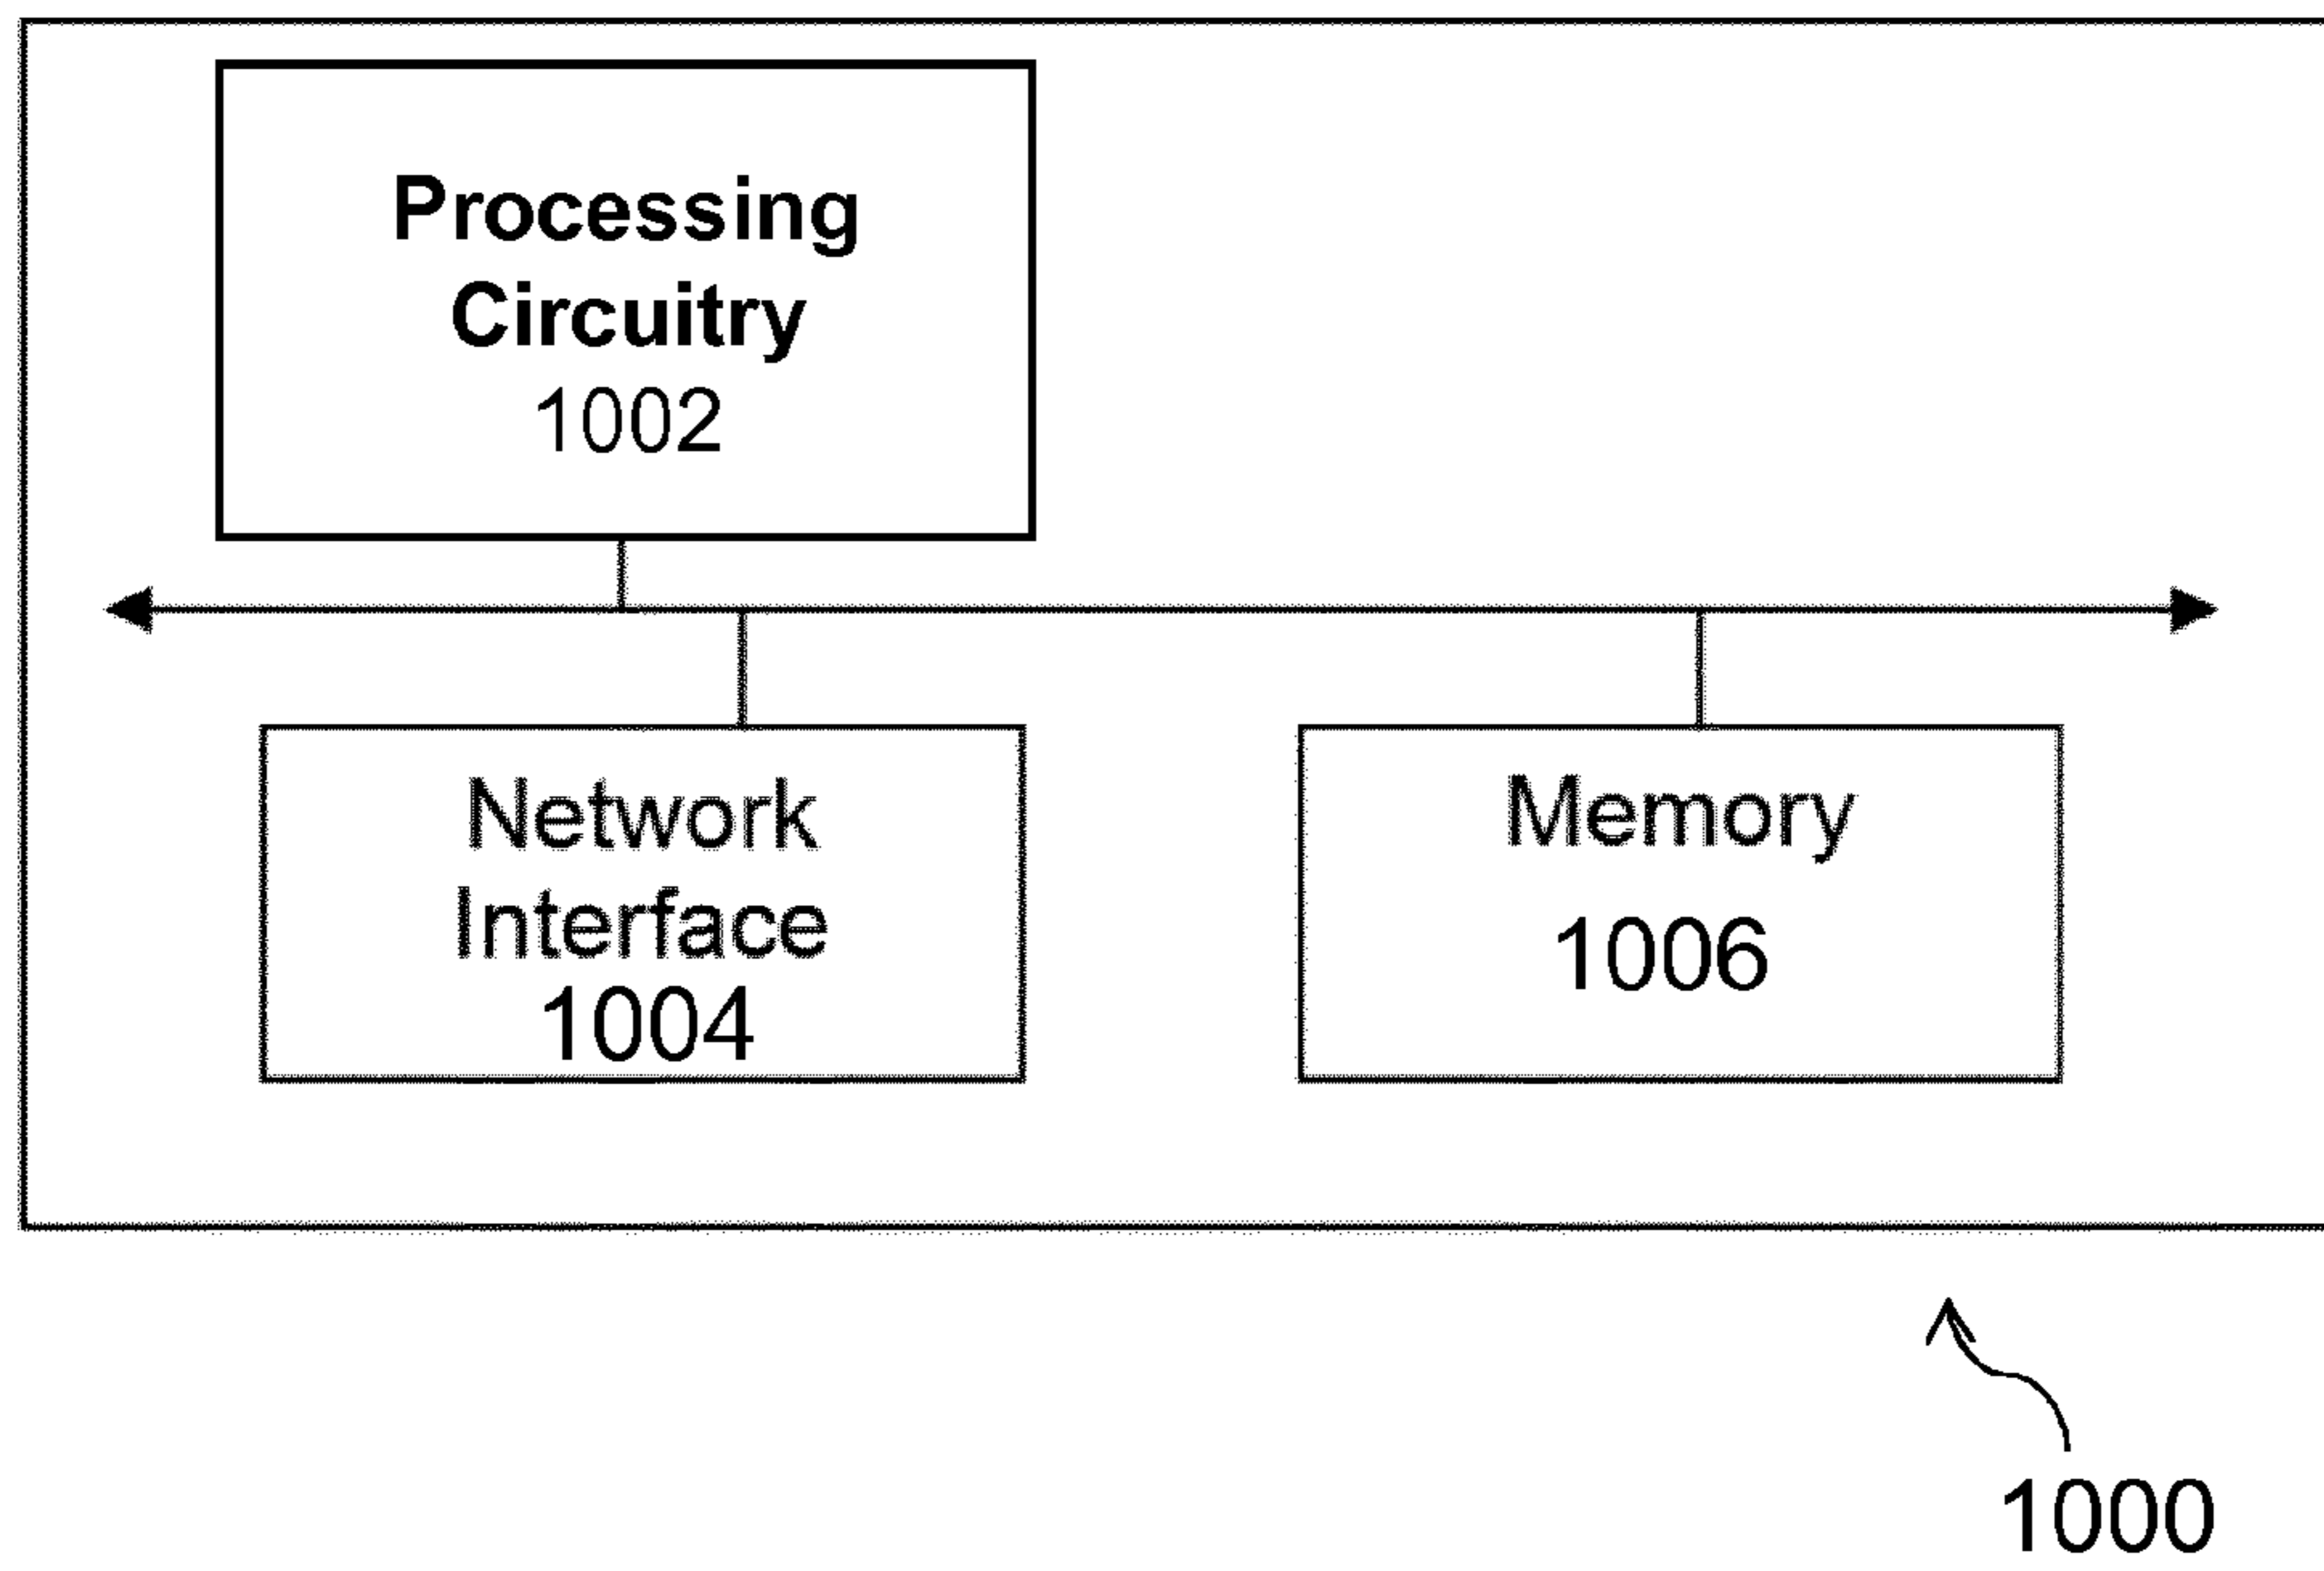 Processing
Circuitry
1002
Network
Interface
1004
Memory
1006
1000